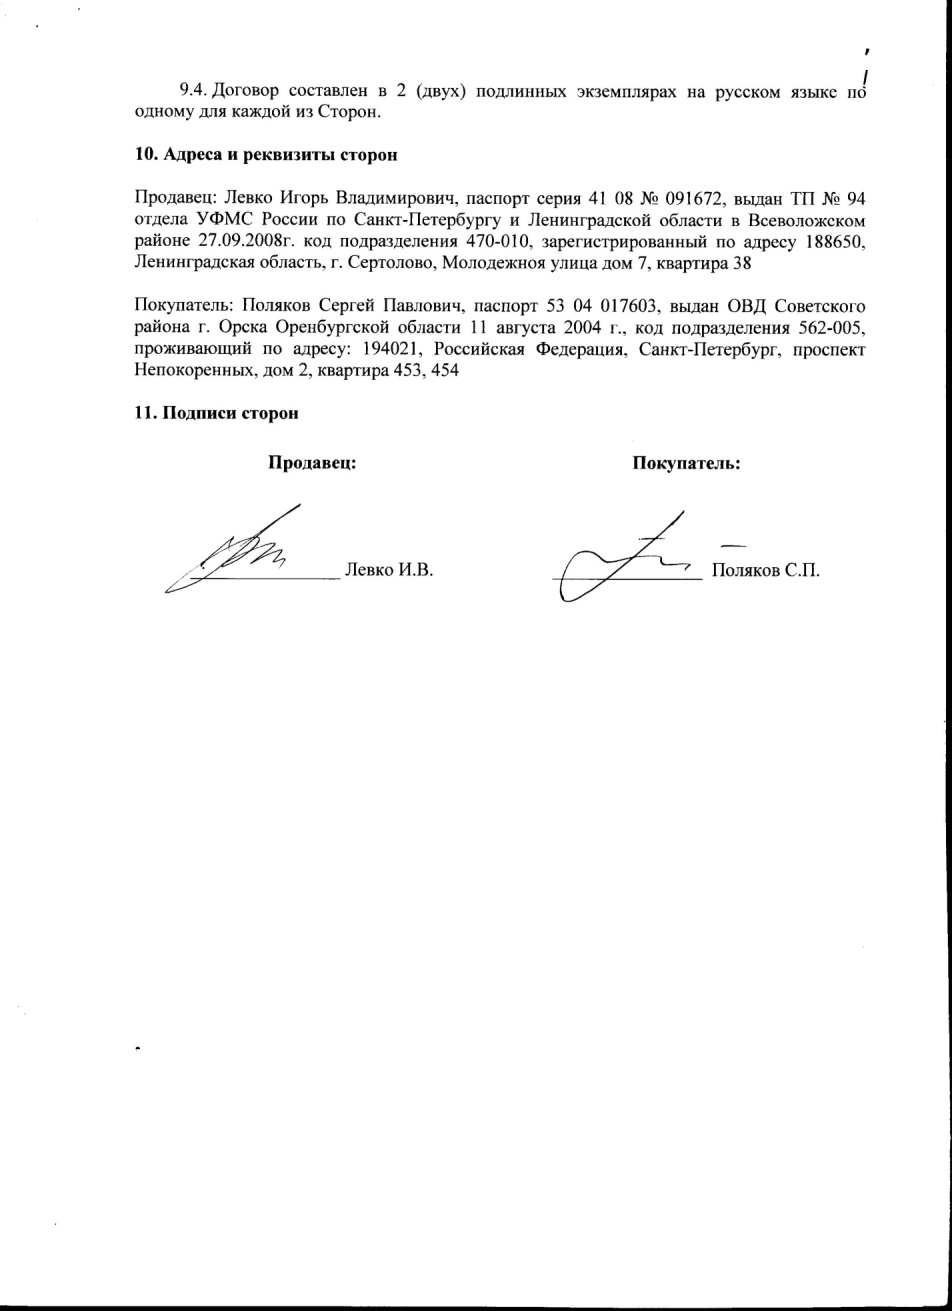 9.4. Договор составлен в 2 (двух) подлинных экземплярах на русском языке по
одному для каждой из Сторон.
10. Адреса и реквизиты сторон
Продавец: Левко Игорь Владимирович, паспорт серия 41 08 № 091672, выдан ТП № 94
отдела УФМС России по Санкт-Петербургу и Ленинградской области в Всеволожском
районе 27.09.2008г. код подразделения 470-010, зарегистрированный по адресу 188650,
Ленинградская область, г. Сертолово, Молодежноя улица дом 7, квартира 38
Покупатель: Поляков Сергей Павлович, паспорт 53 04 017603, выдан ОВД Советского
района г. Орска Оренбургской области 11 августа 2004 г., код подразделения 562-005,
проживающий по адресу: 194021, Российская Федерация, Санкт-Петербург, проспект
Непокоренных, дом 2, квартира 453, 454
11. Подписи сторон
Продавец: Покупатель:
Левко И.В. Поляков С.П.